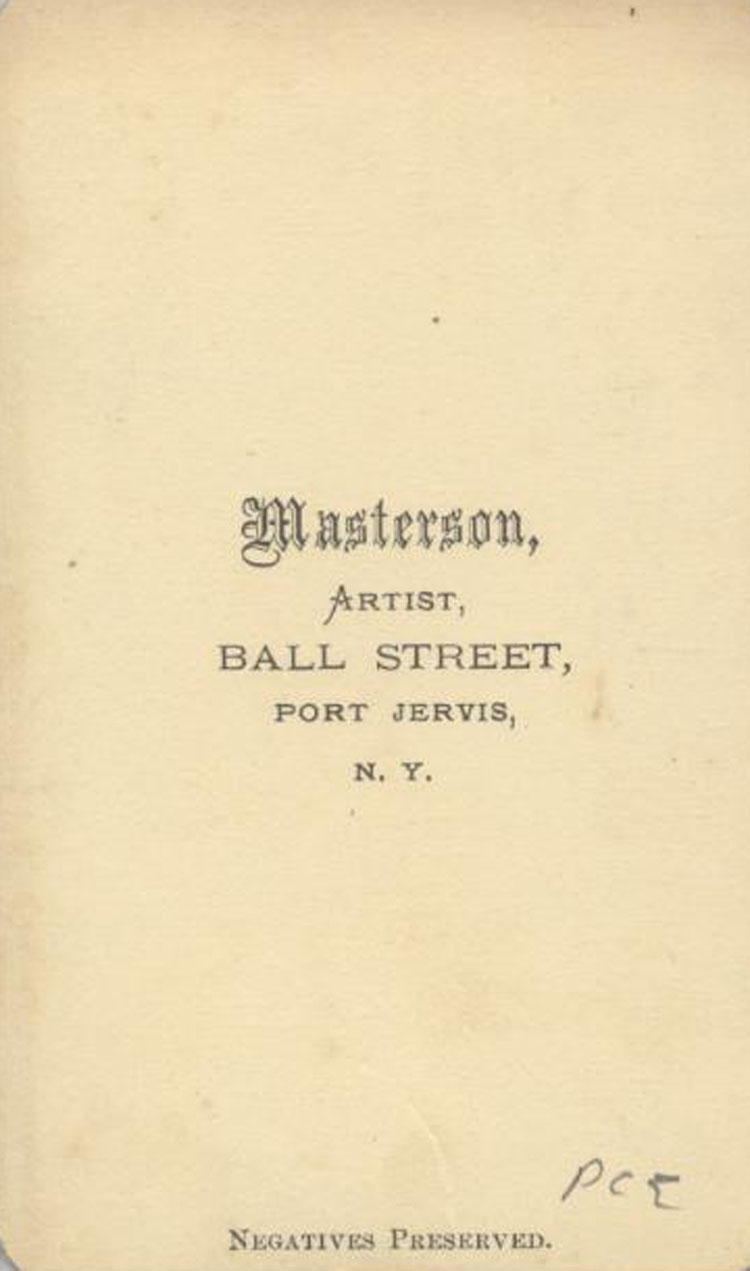 Masterson,
ARTIST,
BALL STREET,
PORT JERVIS,
N. Y.
PCE
NEGATIVES PRESERVED.